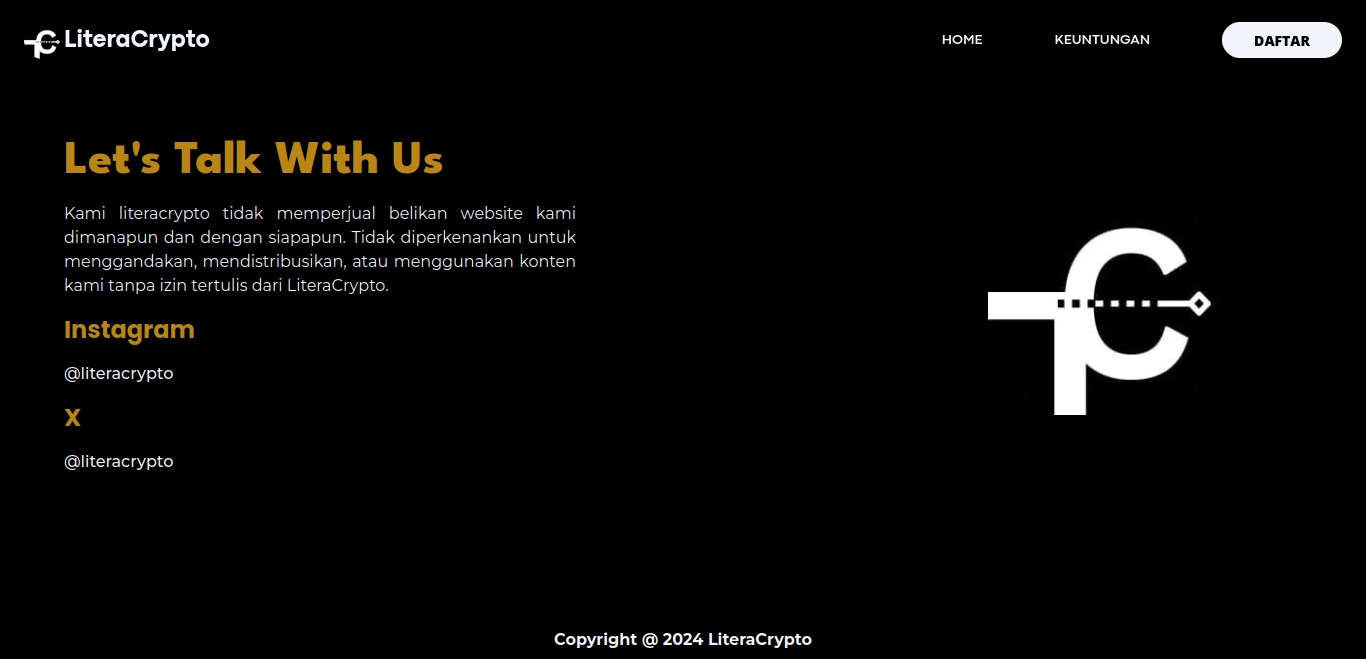 LiteraCrypto
HOME
KEUNTUNGAN
DAFTAR
Let's Talk With Us
Kami literacrypto tidak memperjual belikan website kami
dimanapun dan dengan siapapun. Tidak diperkenankan untuk
menggandakan, mendistribusikan, atau menggunakan konten
kami tanpa izin tertulis dari LiteraCrypto.
Instagram
@literacrypto
X
@literacrypto
Copyright @ 2024 LiteraCrypto